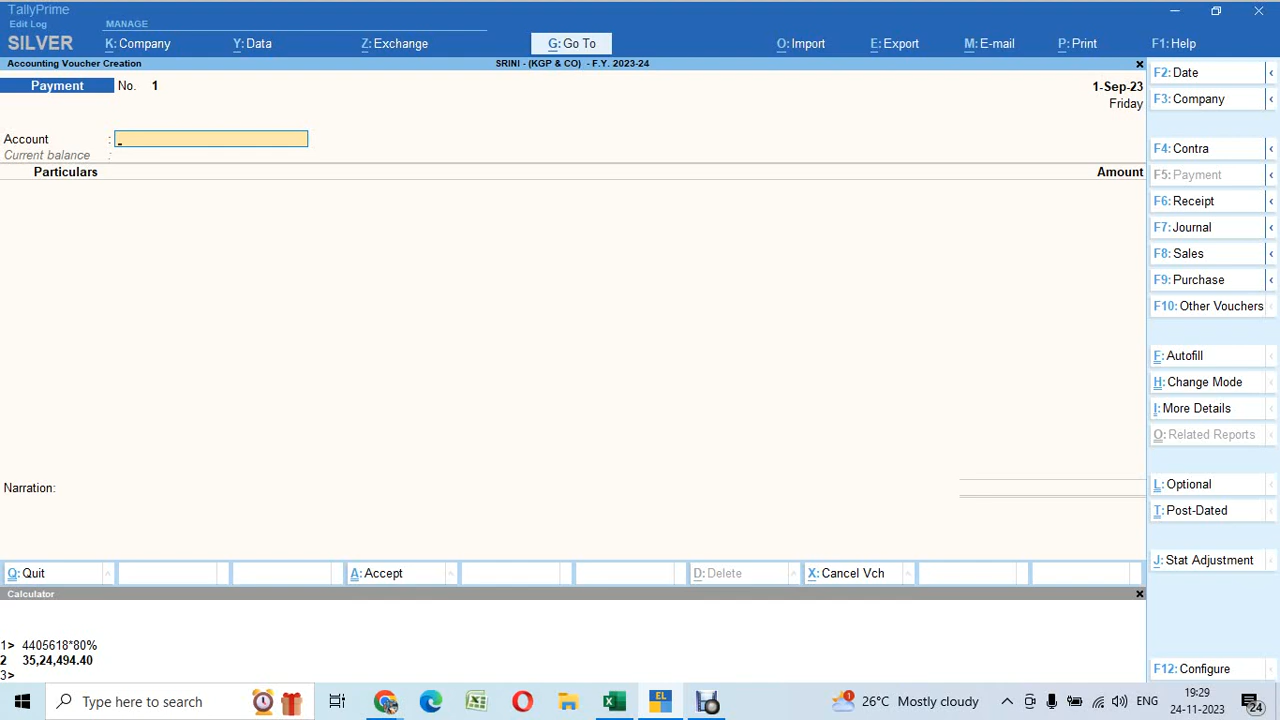 TallyPrime
Edit Log
SILVER
MANAGE
K: Company
Y: Data
Z: Exchange
G: Go To
O: Import
E: Export
M: E-mail
P: Print
F1: Help
Accounting Voucher Creation
SRINI - (KGP & CO) - F.Y. 2023-24
Payment No. 1
1-Sep-23
Friday
Account :
Current balance :
Particulars Amount
Narration:
Q: Quit
A: Accept
D: Delete
X: Cancel Vch
F2: Date
F3: Company
F4: Contra
F5: Payment
F6: Receipt
F7: Journal
F8: Sales
F9: Purchase
F10: Other Vouchers
F: Autofill
H: Change Mode
I: More Details
O: Related Reports
L: Optional
T: Post-Dated
J: Stat Adjustment
F12: Configure
Calculator
1> 4405618*80%
2 35,24,494.40
3>
Type here to search
EL
1
26°C Mostly cloudy
ENG
19:29
24-11-2023
24